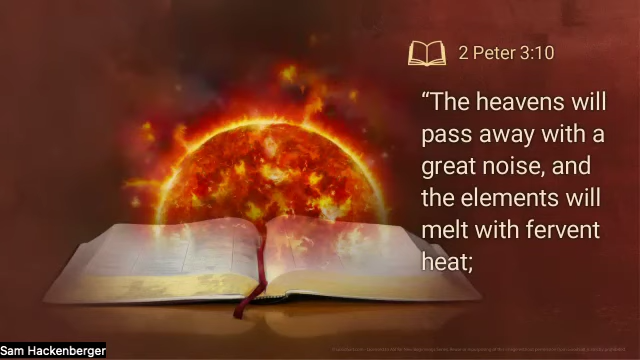 2 Peter 3:10
“The heavens will
pass away with a
great noise, and
the elements will
melt with fervent
heat;
Sam Hackenberger